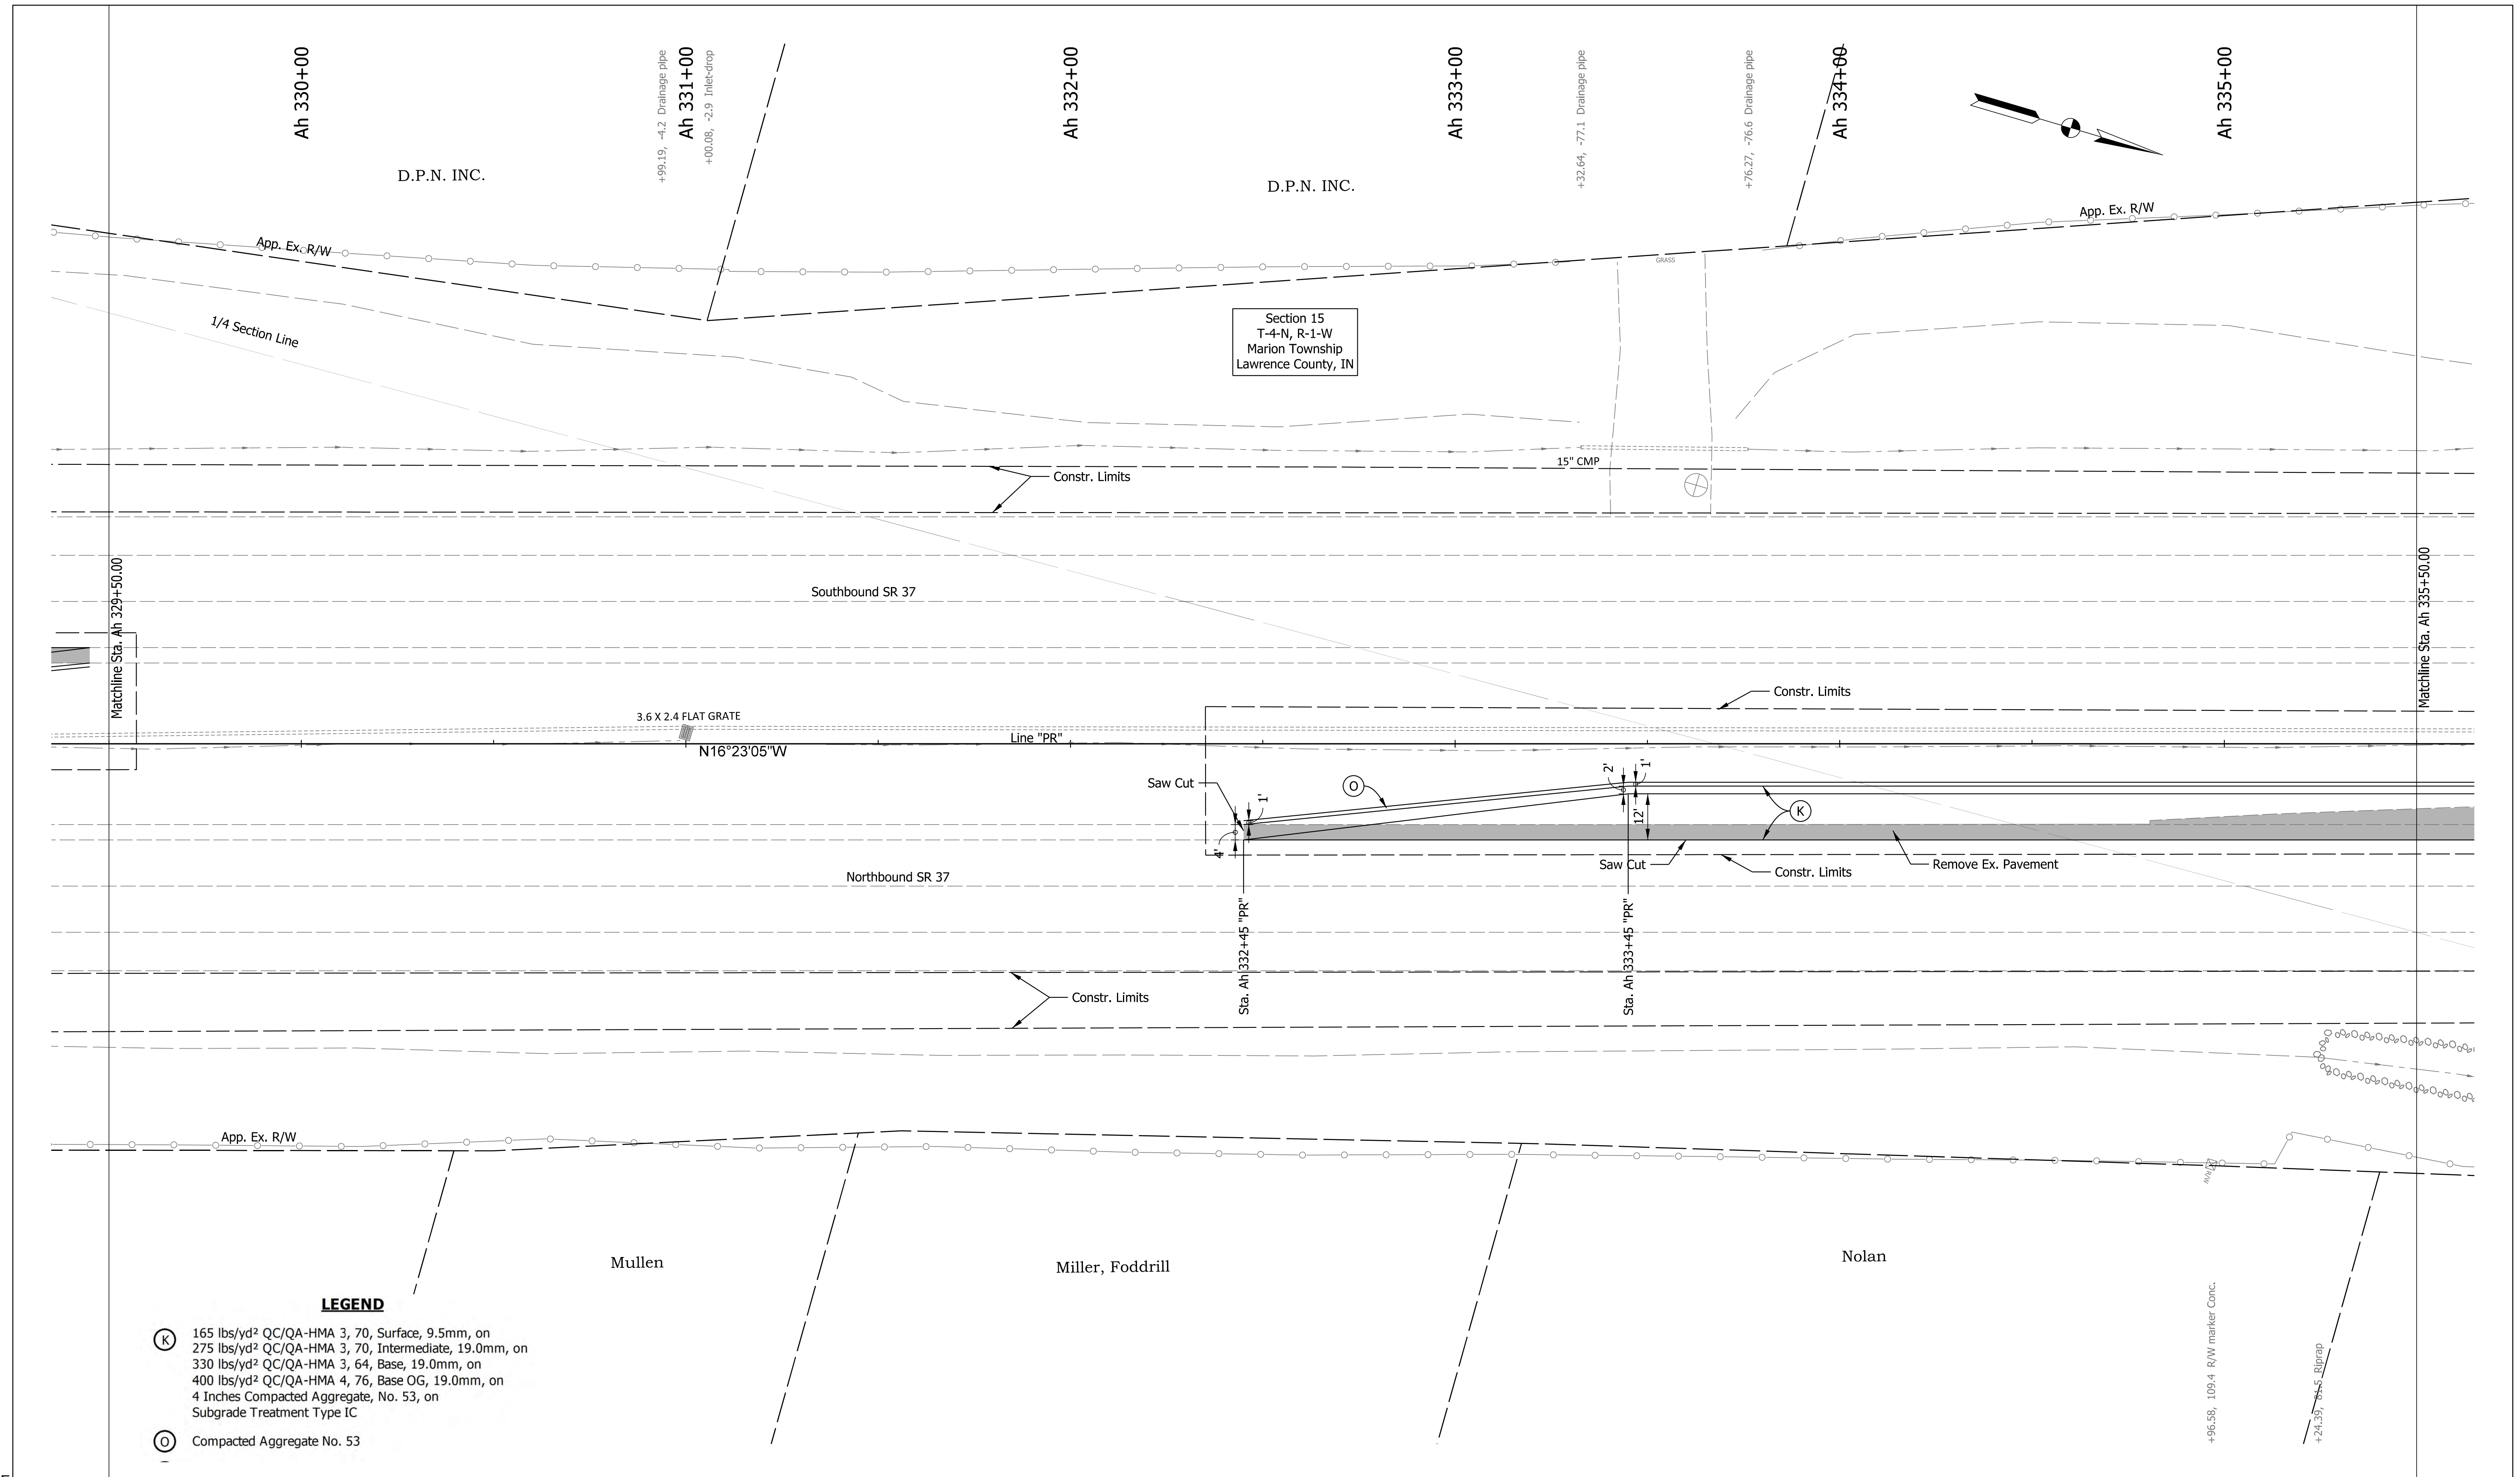 Ah 330+00
+99.19, -4.2 Drainage pipe
Ah 331+00
+00.08, -2.9 Inlet-drop
Ah 332+00
Ah 333+00
+32.64, -77.1 Drainage pipe
+76.27, -76.6 Drainage pipe
Ah 334+00
Ah 335+00
D.P.N. INC.
D.P.N. INC.
App. Ex. R/W
App. Ex. R/W
GRASS
1/4 Section Line
Section 15
T-4-N, R-1-W
Marion Township
Lawrence County, IN
15" CMP
Constr. Limits
Matchline Sta. Ah 329+50.00
Matchline Sta. Ah 335+50.00
Southbound SR 37
Constr. Limits
3.6 X 2.4 FLAT GRATE
Line "PR"
N16°23'05"W
Saw Cut
O
1'
4'
2'
1'
12'
K
Saw Cut
Constr. Limits
Remove Ex. Pavement
Northbound SR 37
Sta. Ah 332+45 "PR"
Sta. Ah 333+45 "PR"
Constr. Limits
App. Ex. R/W
R/W
Mullen
Miller, Foddrill
Nolan
+96.58, 109.4 R/W marker Conc.
+24.39, 81.5 Riprap
LEGEND
K 165 lbs/yd² QC/QA-HMA 3, 70, Surface, 9.5mm, on
275 lbs/yd² QC/QA-HMA 3, 70, Intermediate, 19.0mm, on
330 lbs/yd² QC/QA-HMA 3, 64, Base, 19.0mm, on
400 lbs/yd² QC/QA-HMA 4, 76, Base OG, 19.0mm, on
4 Inches Compacted Aggregate, No. 53, on
Subgrade Treatment Type IC
O Compacted Aggregate No. 53